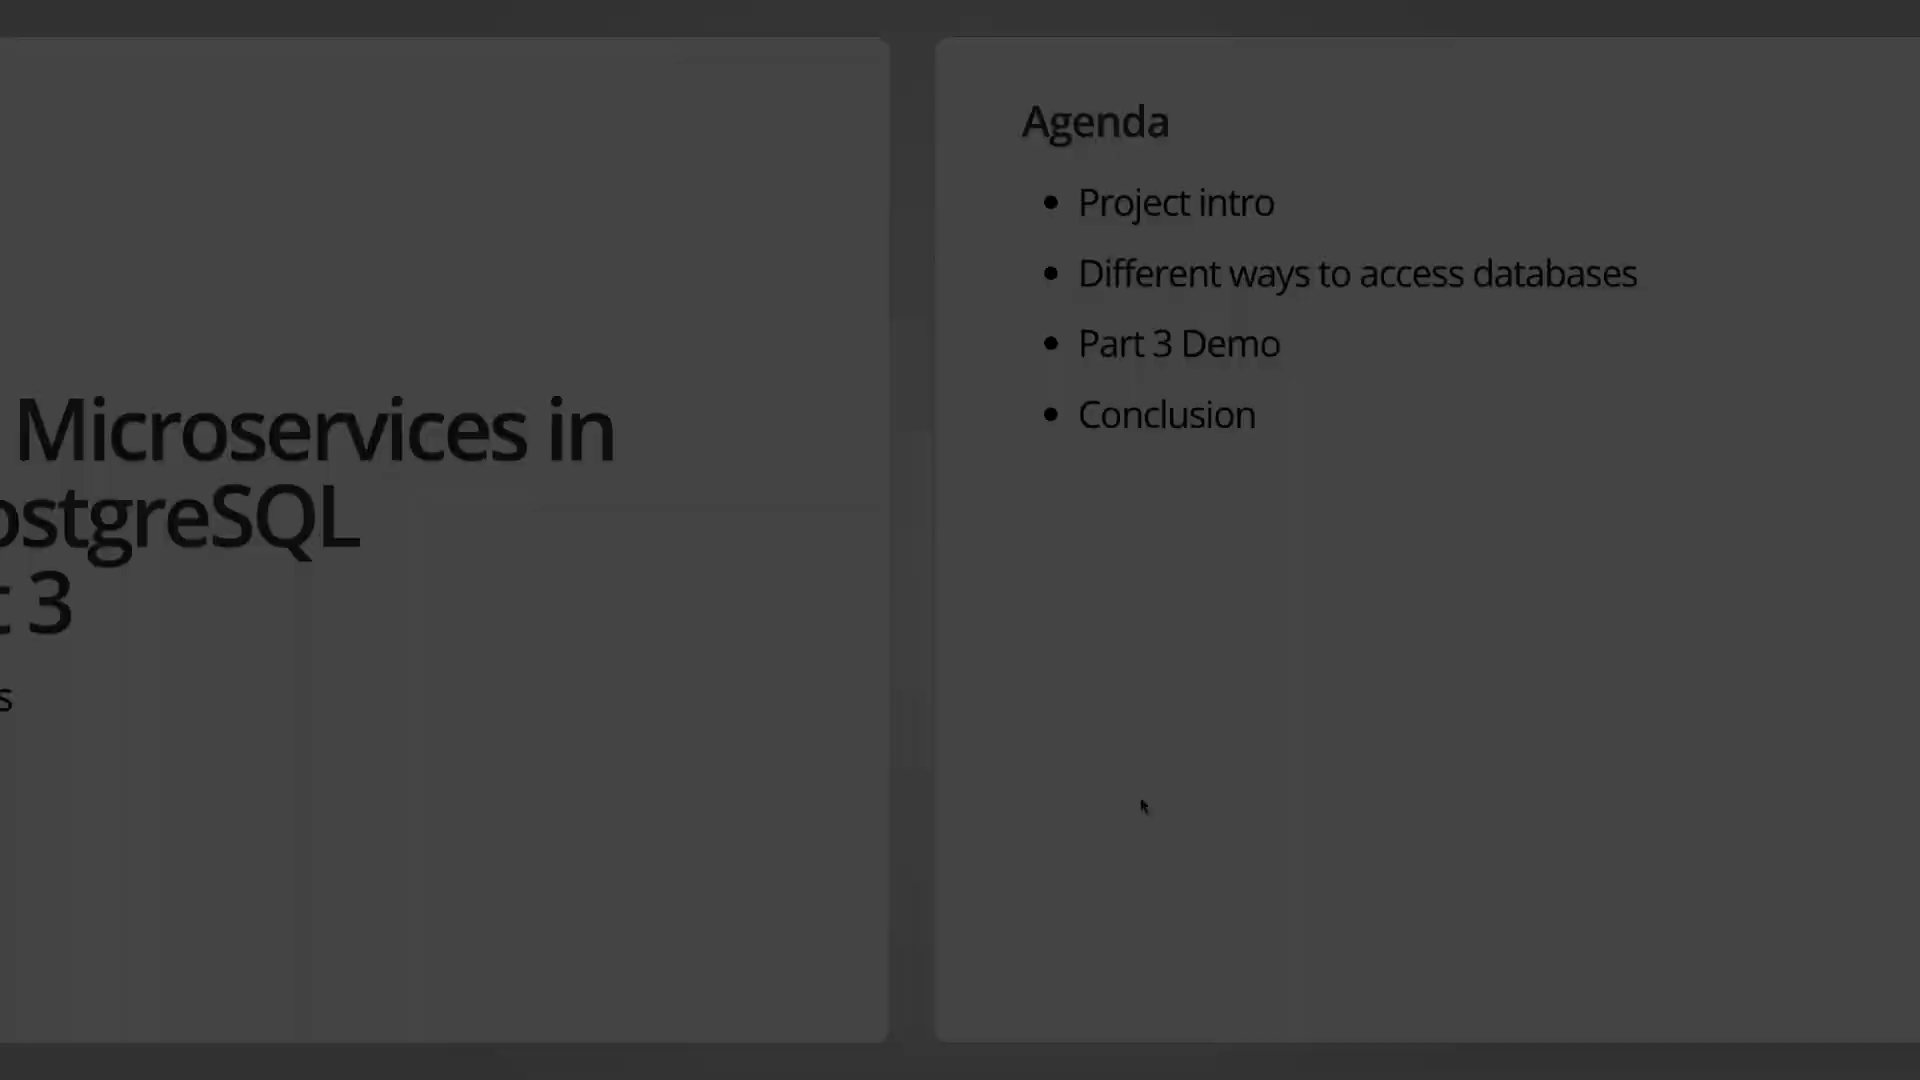 Microservices in
ostgreSQL
t 3
s
Agenda
• Project intro
• Different ways to access databases
• Part 3 Demo
• Conclusion